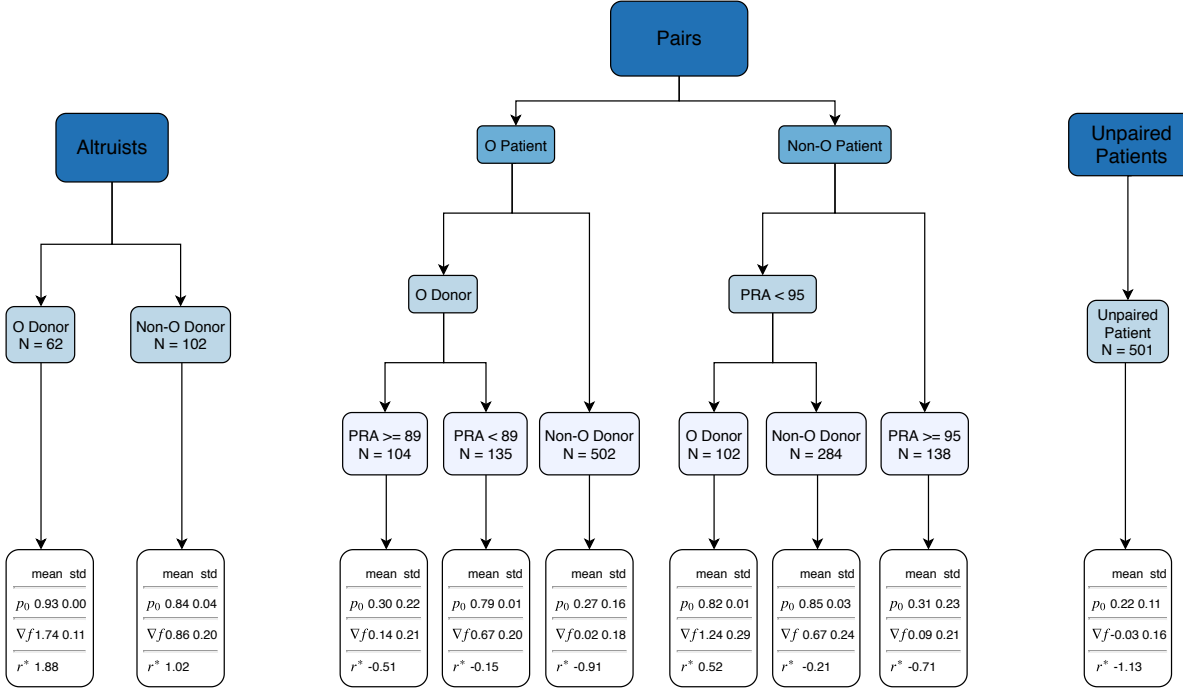 Pairs
Altruists
Unpaired
Patients
O Patient
Non-O Patient
O Donor
PRA < 95
O Donor
N = 62
Non-O Donor
N = 102
Unpaired
Patient
N = 501
PRA >= 89
N = 104
PRA < 89
N = 135
Non-O Donor
N = 502
O Donor
N = 102
Non-O Donor
N = 284
PRA >= 95
N = 138
mean std
p₀ 0.93 0.00
∇f 1.74 0.11
r* 1.88
mean std
p₀ 0.84 0.04
∇f 0.86 0.20
r* 1.02
mean std
p₀ 0.30 0.22
∇f 0.14 0.21
r* -0.51
mean std
p₀ 0.79 0.01
∇f 0.67 0.20
r* -0.15
mean std
p₀ 0.27 0.16
∇f 0.02 0.18
r* -0.91
mean std
p₀ 0.82 0.01
∇f 1.24 0.29
r* 0.52
mean std
p₀ 0.85 0.03
∇f 0.67 0.24
r* -0.21
mean std
p₀ 0.31 0.23
∇f 0.09 0.21
r* -0.71
mean std
p₀ 0.22 0.11
∇f -0.03 0.16
r* -1.13